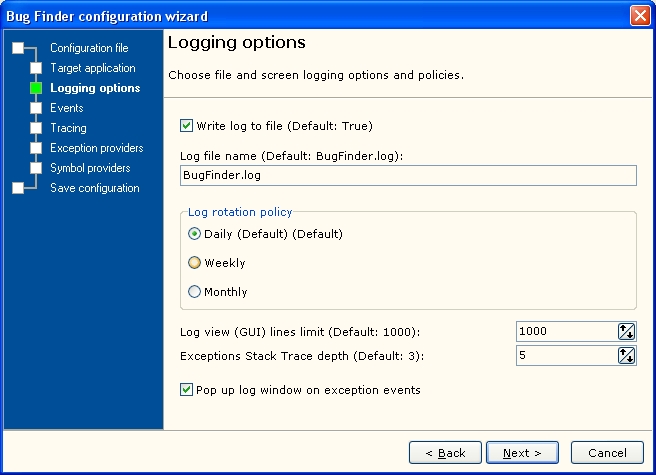 Bug Finder configuration wizard
Configuration file
Target application
Logging options
Events
Tracing
Exception providers
Symbol providers
Save configuration
Logging options
Choose file and screen logging options and policies.
Write log to file (Default: True)
Log file name (Default: BugFinder.log):
BugFinder.log
Log rotation policy
Daily (Default) (Default)
Weekly
Monthly
Log view (GUI) lines limit (Default: 1000):
1000
Exceptions Stack Trace depth (Default: 3):
5
Pop up log window on exception events
< Back
Next >
Cancel